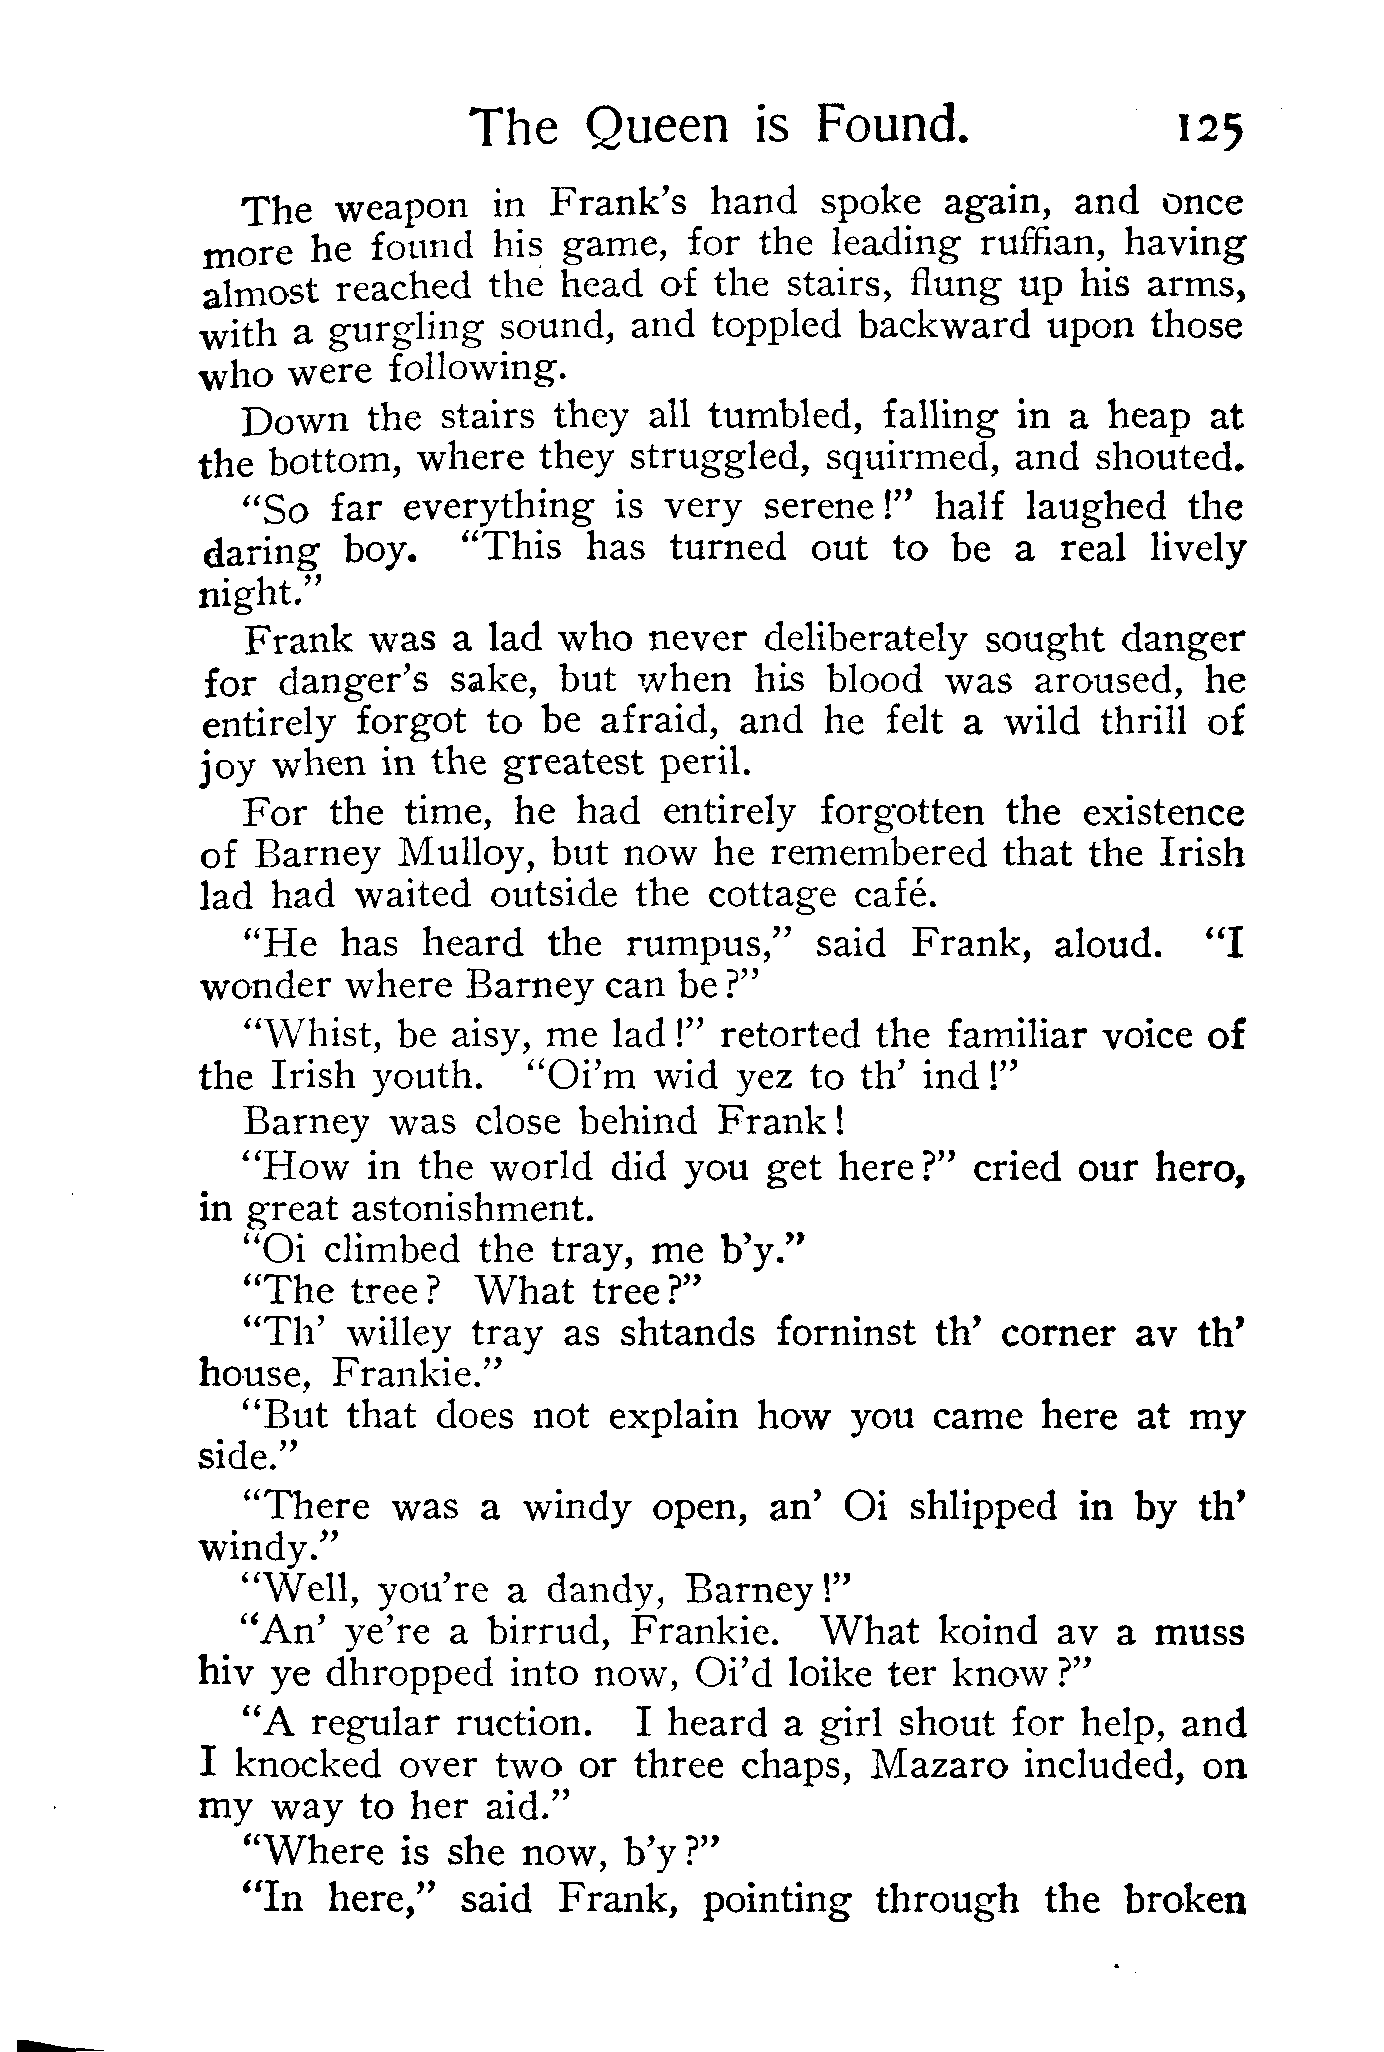 The Queen is Found. 125
The weapon in Frank's hand spoke again, and once
more he found his game, for the leading ruffian, having
almost reached the head of the stairs, flung up his arms,
with a gurgling sound, and toppled backward upon those
who were following.
Down the stairs they all tumbled, falling in a heap at
the bottom, where they struggled, squirmed, and shouted.
"So far everything is very serene!" half laughed the
daring boy. "This has turned out to be a real lively
night."
Frank was a lad who never deliberately sought danger
for danger's sake, but when his blood was aroused, he
entirely forgot to be afraid, and he felt a wild thrill of
joy when in the greatest peril.
For the time, he had entirely forgotten the existence
of Barney Mulloy, but now he remembered that the Irish
lad had waited outside the cottage café.
"He has heard the rumpus," said Frank, aloud. "I
wonder where Barney can be?"
"Whist, be aisy, me lad!" retorted the familiar voice of
the Irish youth. "Oi'm wid yez to th' ind!"
Barney was close behind Frank!
"How in the world did you get here?" cried our hero,
in great astonishment.
"Oi climbed the tray, me b'y."
"The tree? What tree?"
"Th' willey tray as shtands forninst th' corner av th'
house, Frankie."
"But that does not explain how you came here at my
side."
"There was a windy open, an' Oi shlipped in by th'
windy."
"Well, you're a dandy, Barney!"
"An' ye're a birrud, Frankie. What koind av a muss
hiv ye dhropped into now, Oi'd loike ter know?"
"A regular ruction. I heard a girl shout for help, and
I knocked over two or three chaps, Mazaro included, on
my way to her aid."
"Where is she now, b'y?"
"In here," said Frank, pointing through the broken